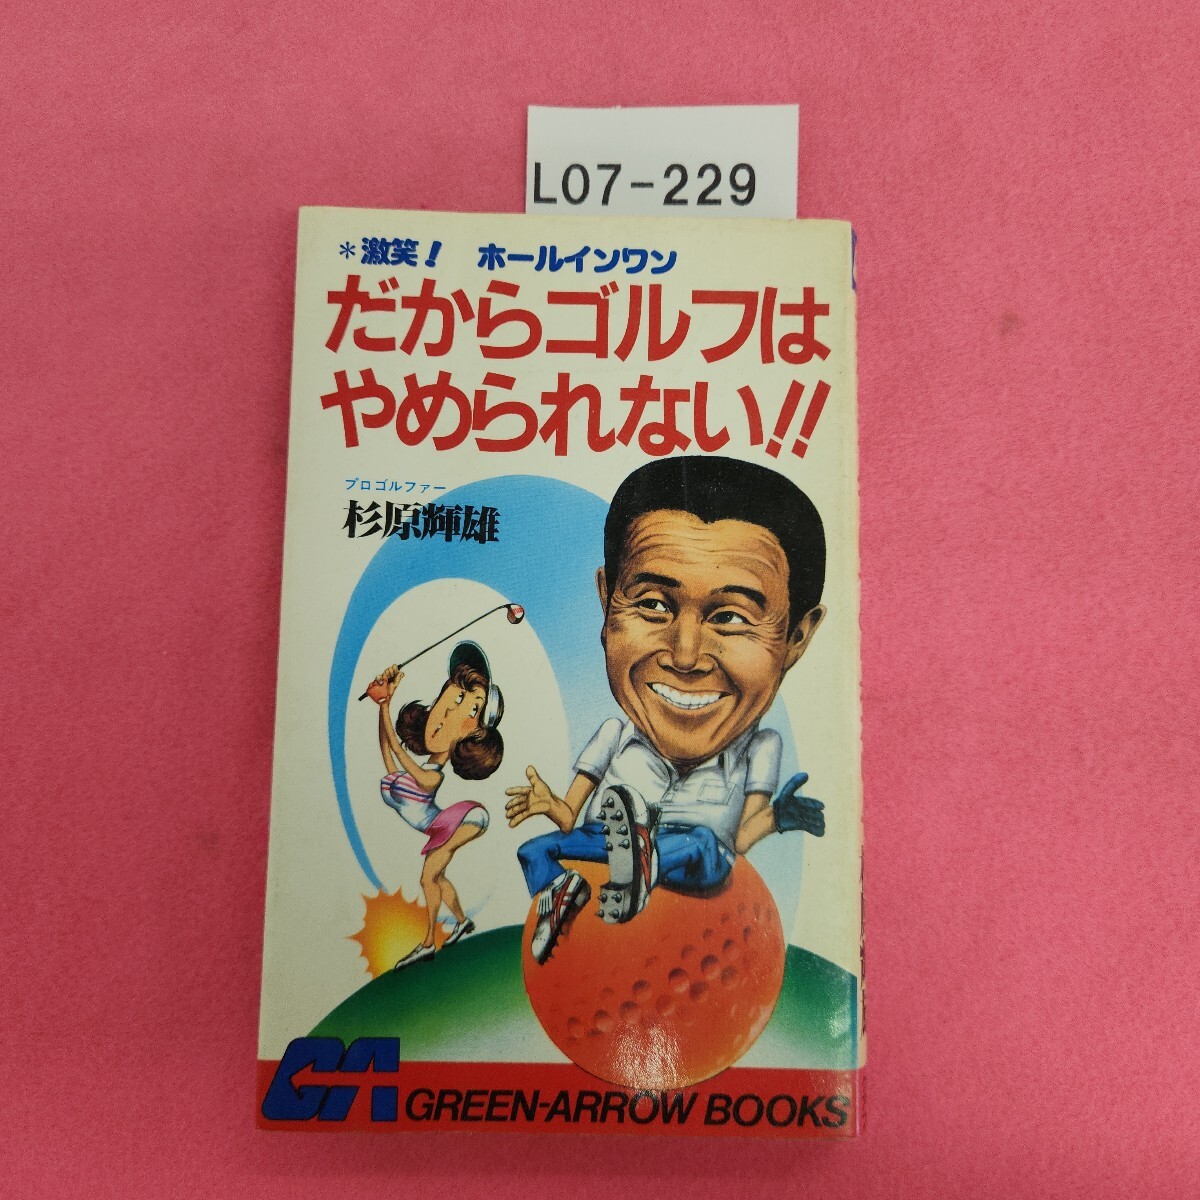 L07-229
*激笑! ホールインワン
だからゴルフは
やめられない!!
プロゴルファー
杉原輝雄
GA GREEN-ARROW BOOKS